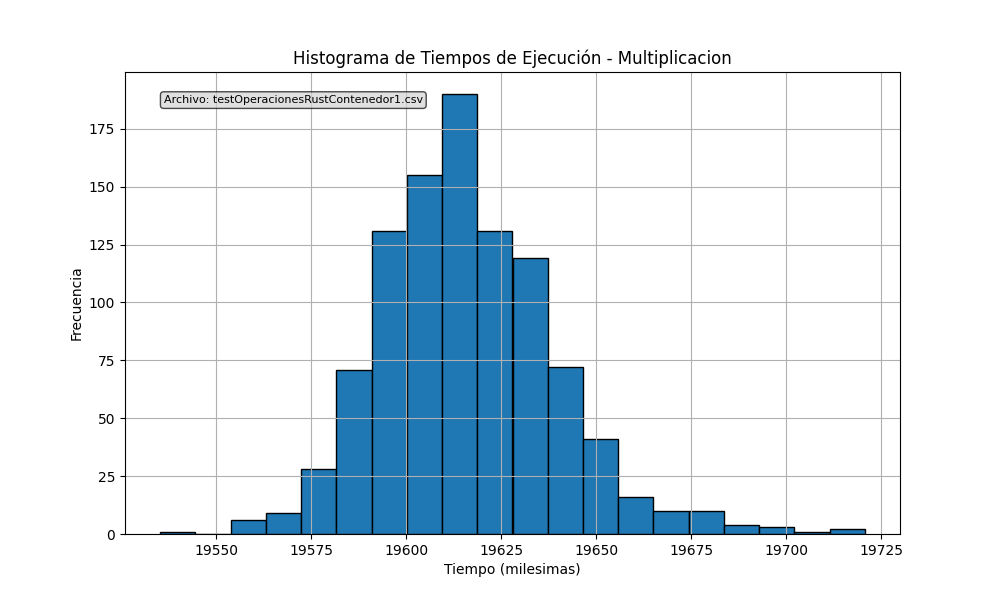 Histograma de Tiempos de Ejecución - Multiplicacion
Archivo: testOperacionesRustContenedor1.csv
175
150
125
100
75
50
25
0
Frecuencia
19550 19575 19600 19625 19650 19675 19700 19725
Tiempo (milesimas)